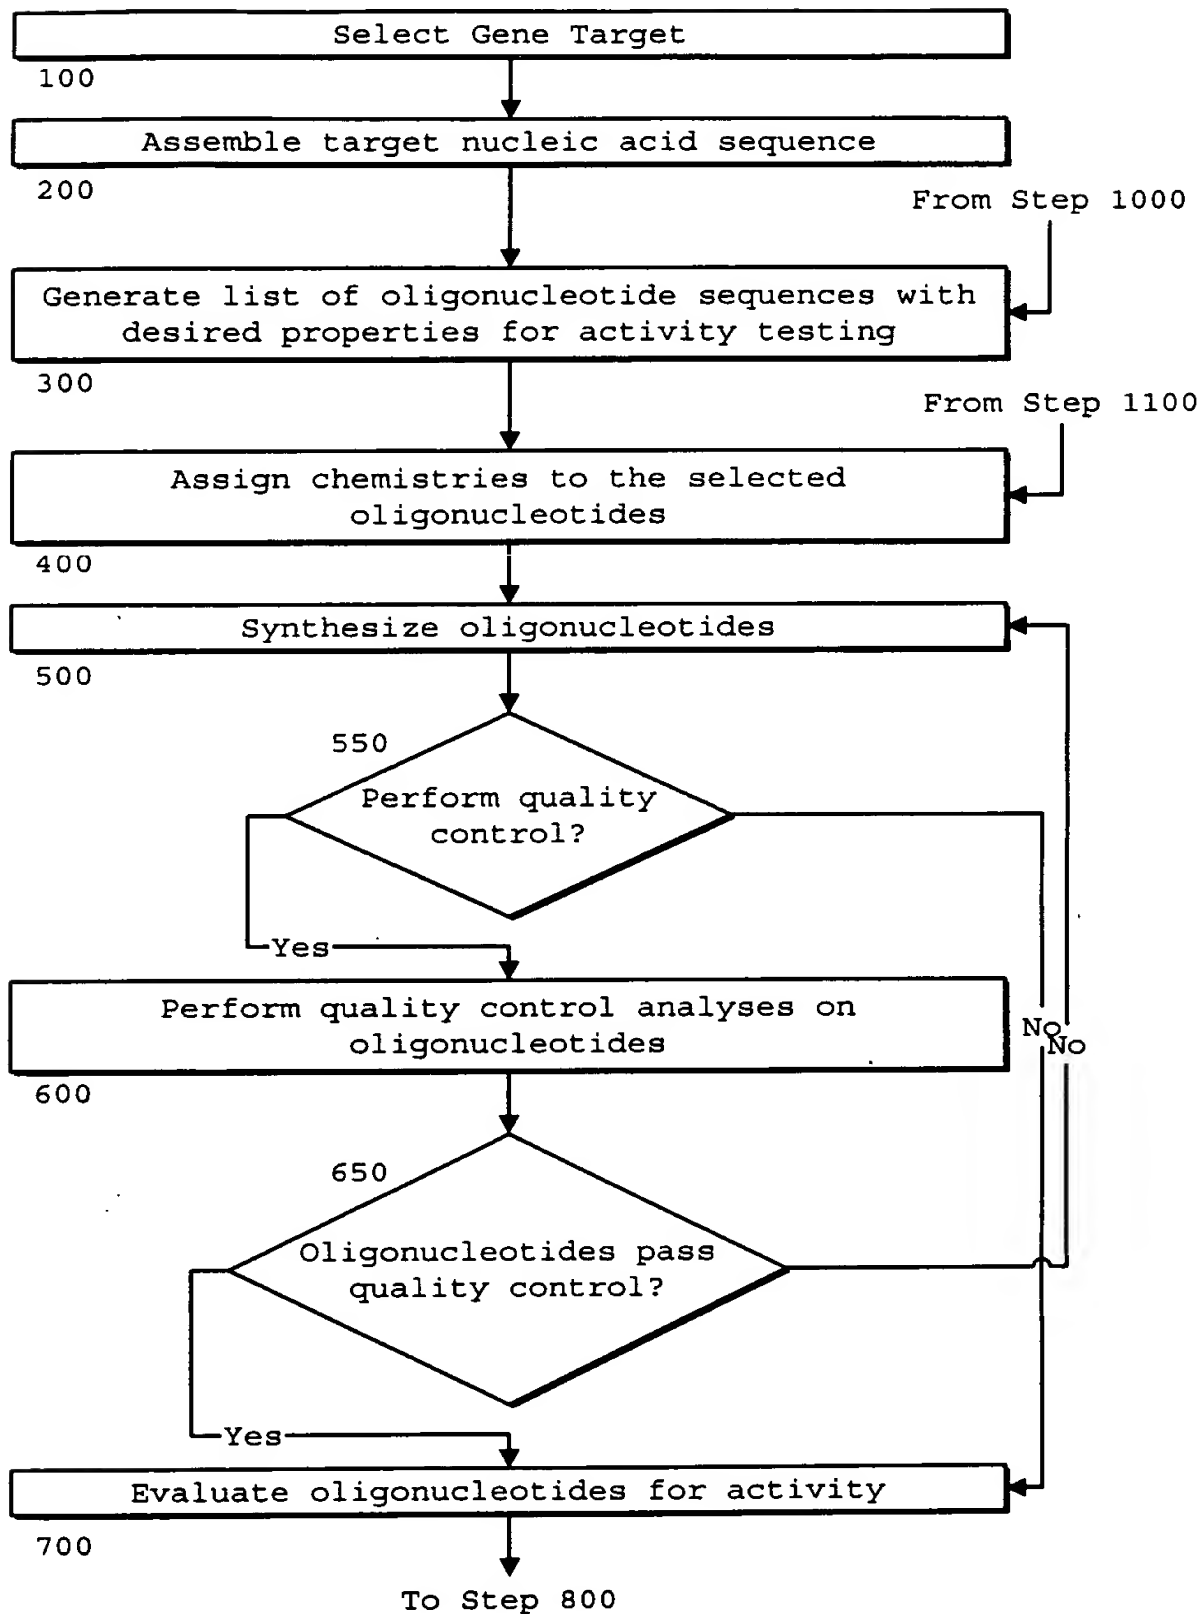 Select Gene Target
100
Assemble target nucleic acid sequence
200
From Step 1000
Generate list of oligonucleotide sequences with
desired properties for activity testing
300
From Step 1100
Assign chemistries to the selected
oligonucleotides
400
Synthesize oligonucleotides
500
550
Perform quality
control?
Yes
Perform quality control analyses on
oligonucleotides
No
No
600
650
Oligonucleotides pass
quality control?
Yes
Evaluate oligonucleotides for activity
700
To Step 800